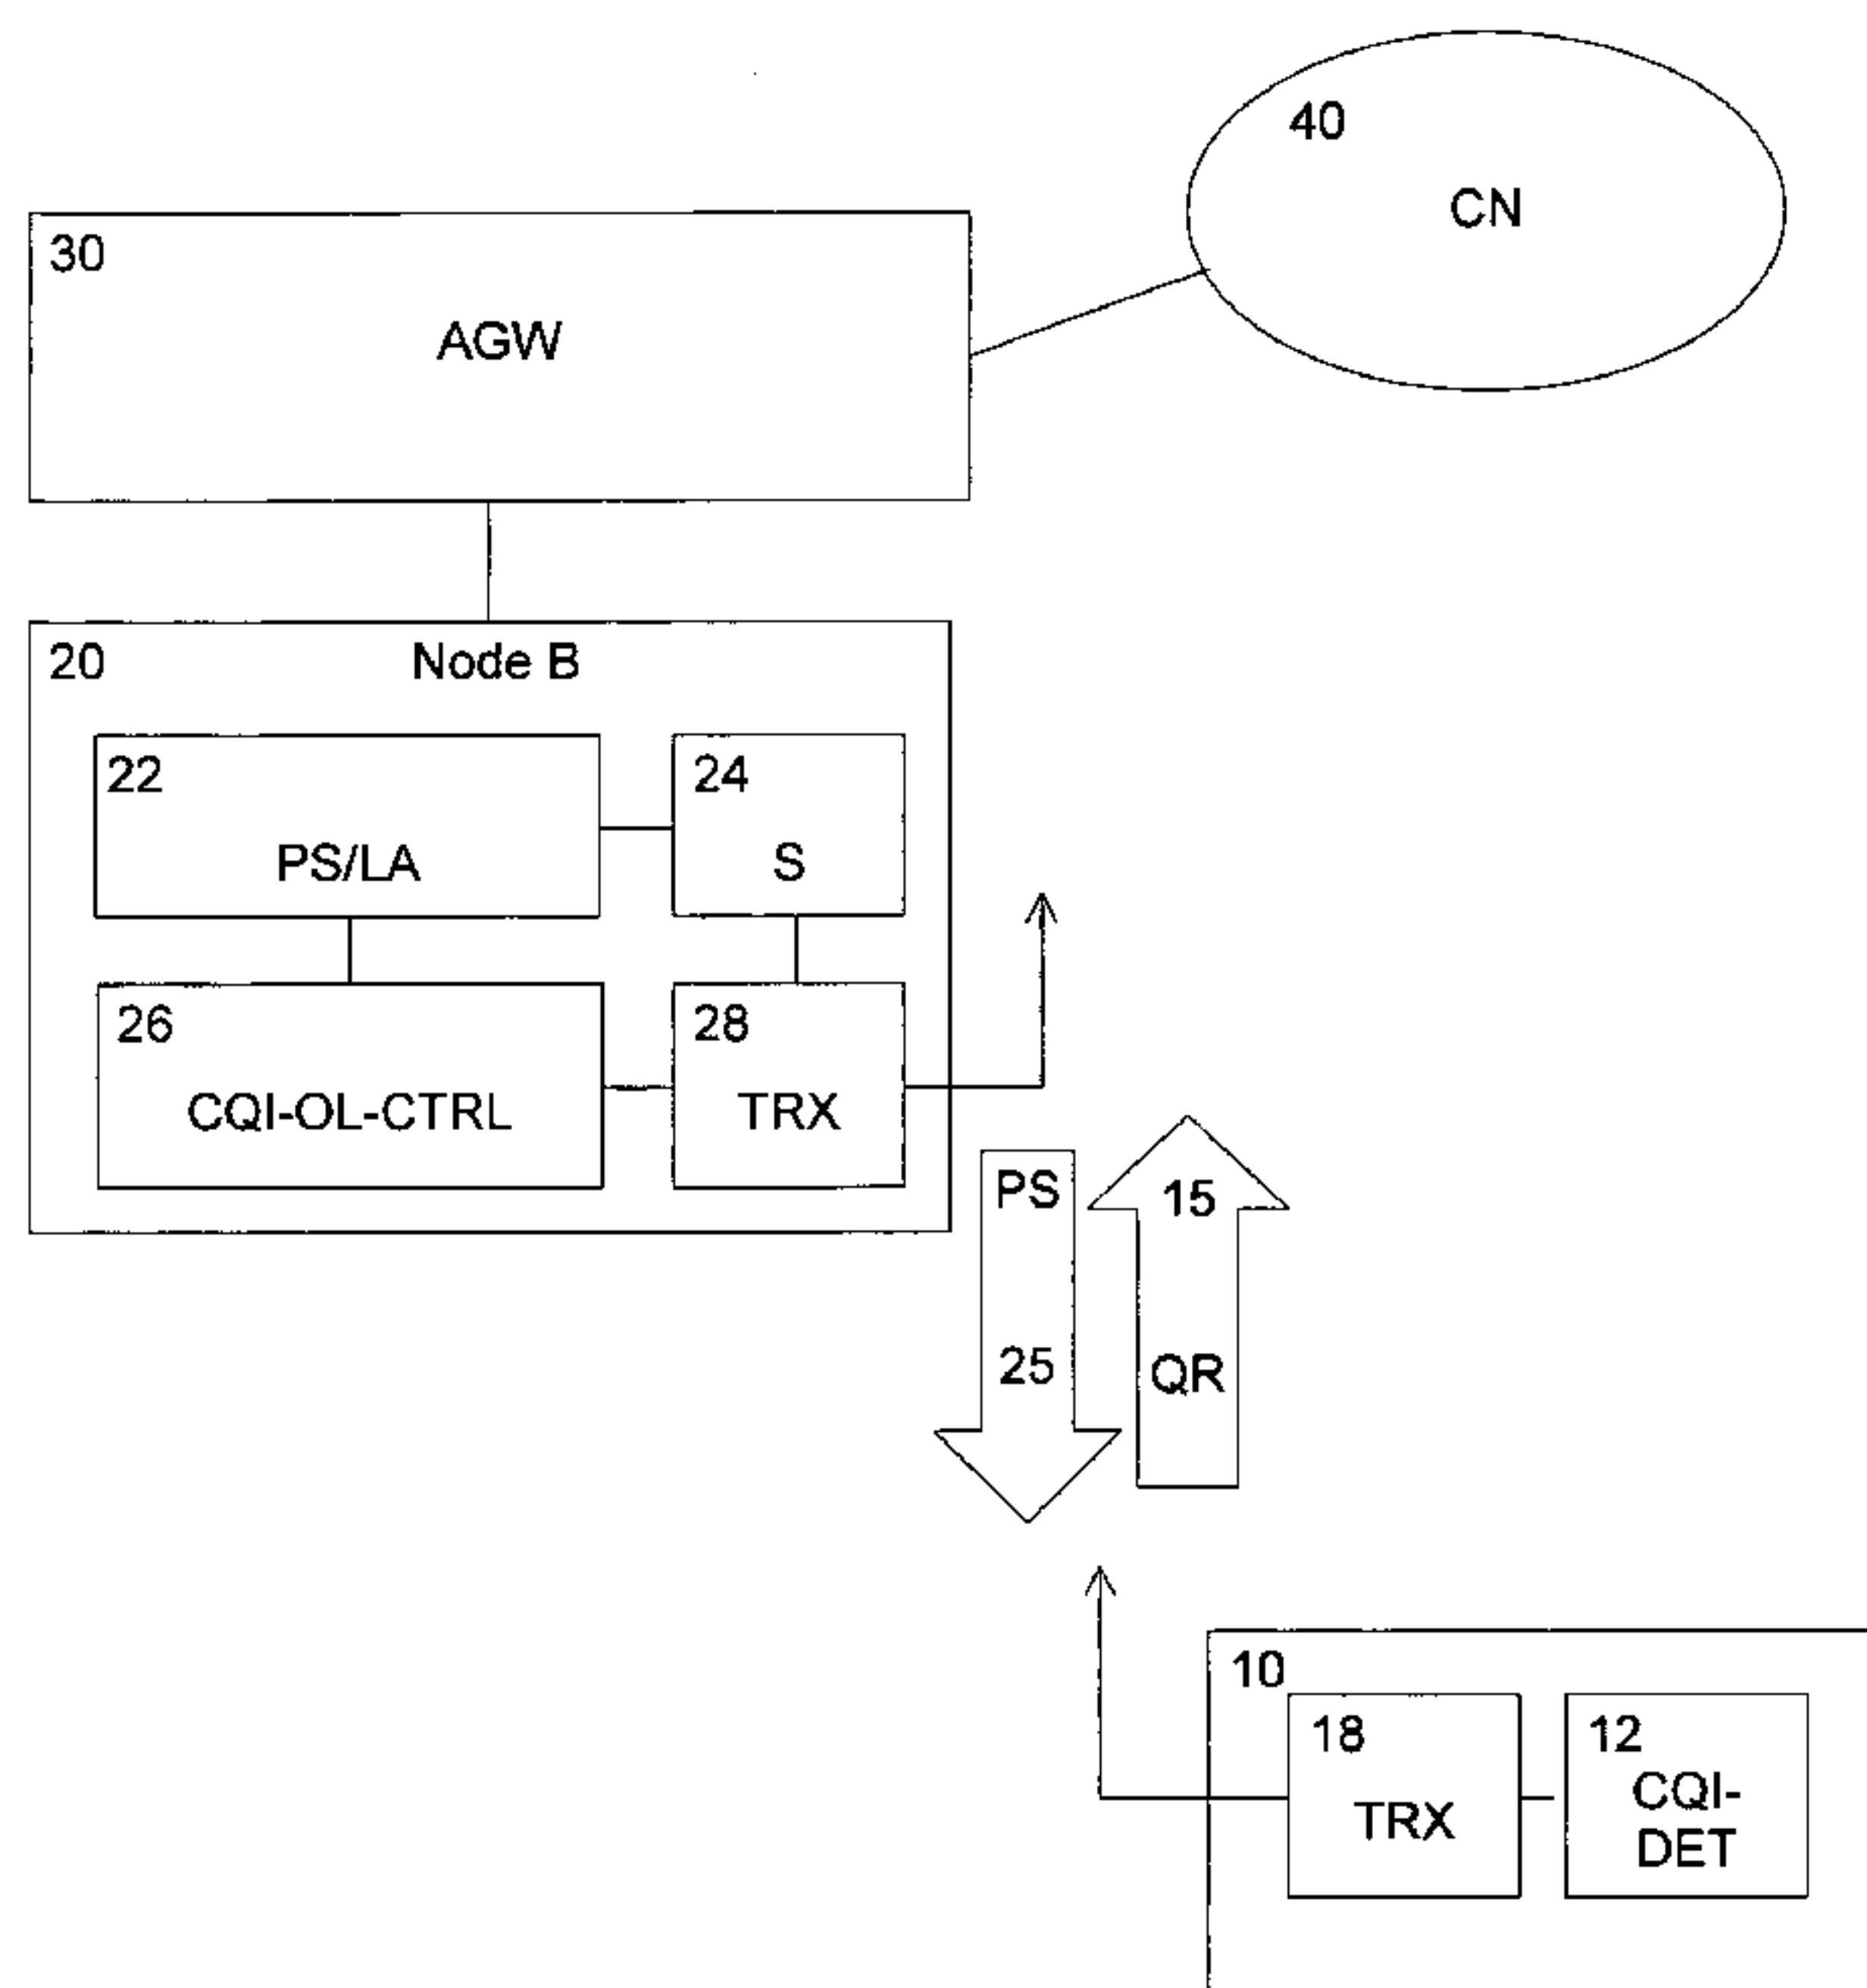 40
CN
30
AGW
20
Node B
22
PS/LA
24
S
26
CQI-OL-CTRL
28
TRX
PS
25
15
QR
10
18
TRX
12
CQI-
DET